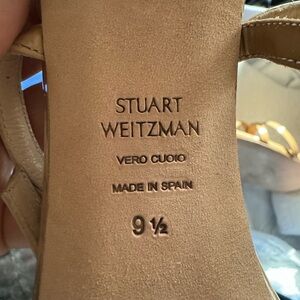 STUART
WEITZMAN
VERO CUOIO
MADE IN SPAIN
9 ½